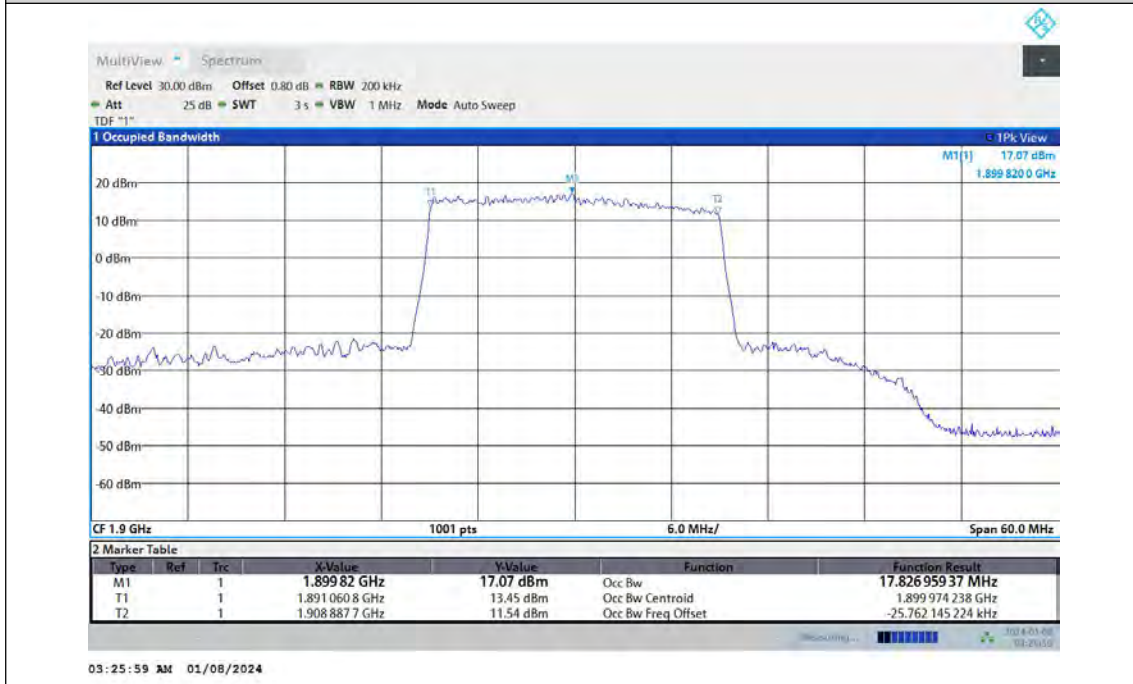 MultiView Spectrum
Ref Level 30.00 dBm Offset 0.80 dB RBW 200 kHz
Att 25 dB SWT 3 s VBW 1 MHz Mode Auto Sweep
TDF "1"
1 Occupied Bandwidth 1Pk View
M1[1] 17.07 dBm
1.899 820 0 GHz
M1
T1
T2
20 dBm
10 dBm
0 dBm
-10 dBm
-20 dBm
-30 dBm
-40 dBm
-50 dBm
-60 dBm
CF 1.9 GHz 1001 pts 6.0 MHz/ Span 60.0 MHz
2 Marker Table
Type Ref Trc X-Value Y-Value Function Function Result
M1 1 1.899 82 GHz 17.07 dBm Occ Bw 17.826 959 37 MHz
T1 1 1.891 060 8 GHz 13.45 dBm Occ Bw Centroid 1.899 974 238 GHz
T2 1 1.908 887 7 GHz 11.54 dBm Occ Bw Freq Offset -25.762 145 224 kHz
03:25:59 AM 01/08/2024